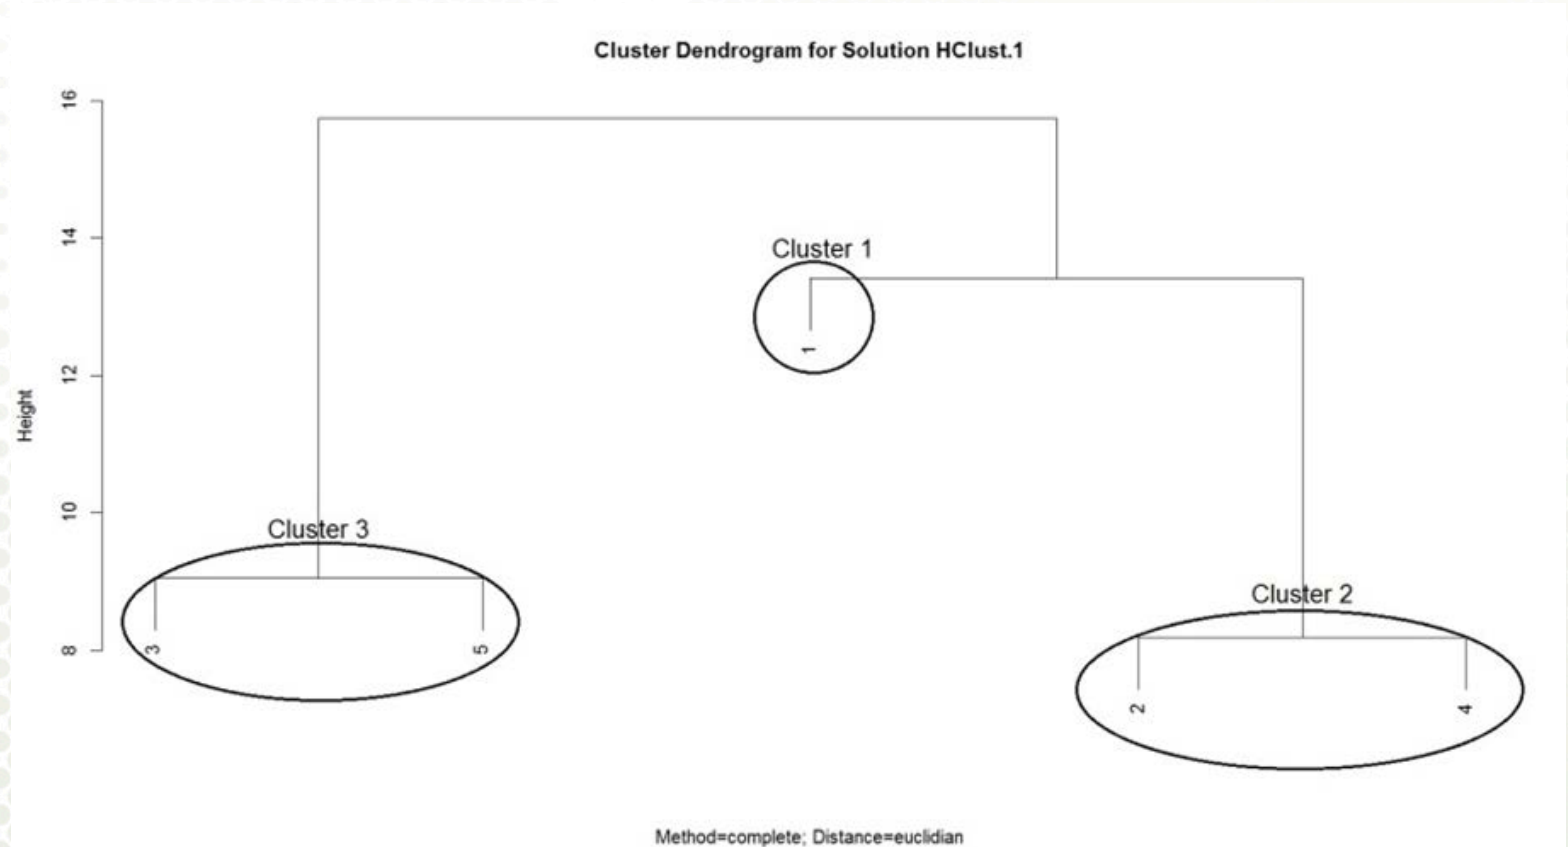 Cluster Dendrogram for Solution HClust.1
16
14
12
10
8
Height
Cluster 1
1
Cluster 3
3
5
Cluster 2
2
4
Method=complete; Distance=euclidian